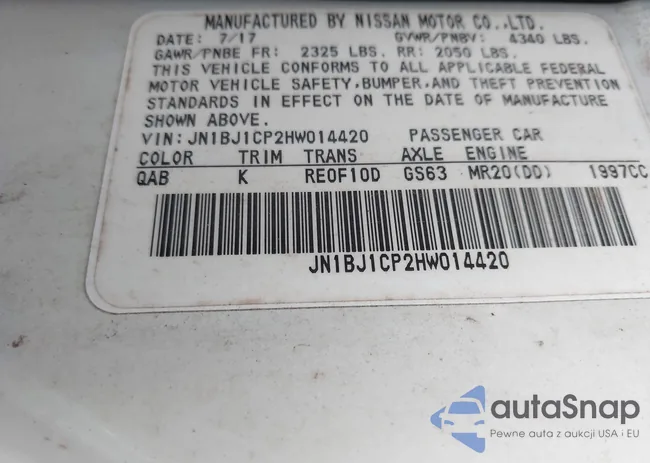 MANUFACTURED BY NISSAN MOTOR CO.,LTD.
DATE: 7/17 GVWR/PNBV: 4340 LBS.
GAWR/PNBE FR: 2325 LBS. RR: 2050 LBS.
THIS VEHICLE CONFORMS TO ALL APPLICABLE FEDERAL
MOTOR VEHICLE SAFETY,BUMPER,AND THEFT PREVENTION
STANDARDS IN EFFECT ON THE DATE OF MANUFACTURE
SHOWN ABOVE.
VIN:JN1BJ1CP2HW014420 PASSENGER CAR
COLOR TRIM TRANS AXLE ENGINE
QAB K RE0F10D GS63 MR20(DD) 1997CC
JN1BJ1CP2HW014420
autaSnap
Pewne auta z aukcji USA i EU